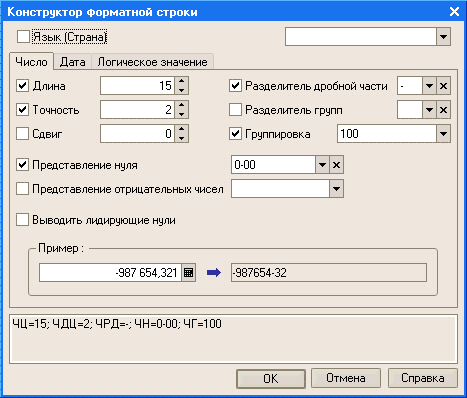 Конструктор форматной строки
Язык (Страна)
Число Дата Логическое значение
Длина 15 Разделитель дробной части -
Точность 2 Разделитель групп
Сдвиг 0 Группировка 100
Представление нуля 0-00
Представление отрицательных чисел
Выводить лидирующие нули
Пример :
-987 654,321 -987654-32
ЧЦ=15; ЧДЦ=2; ЧРД=-; ЧН=0-00; ЧГ=100
OK Отмена Справка